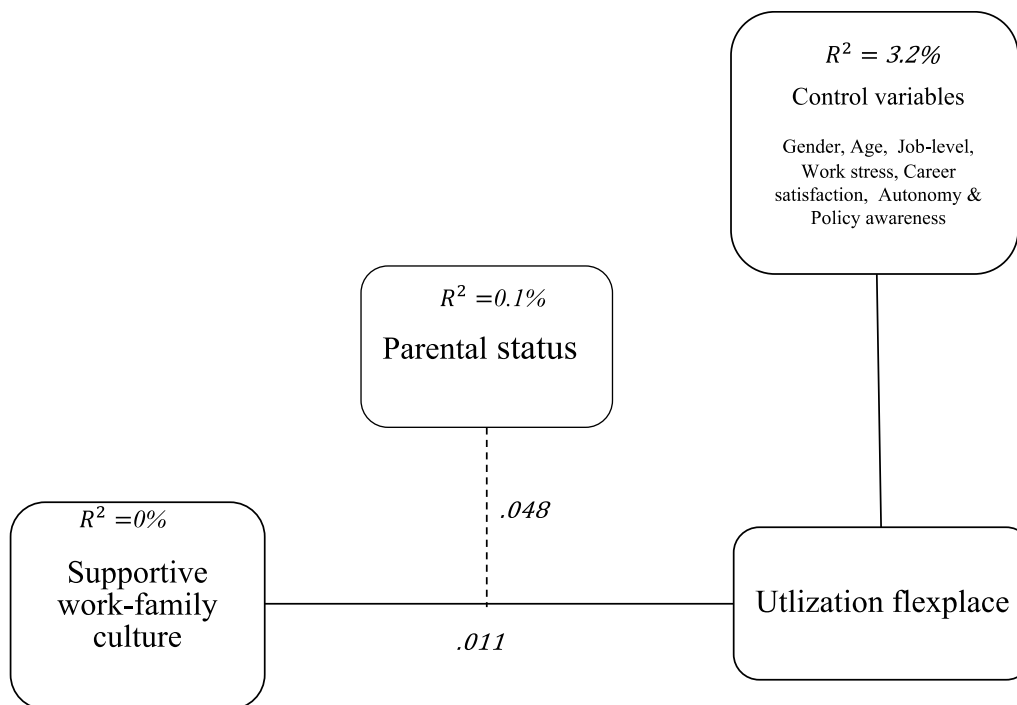 R² = 3.2%
Control variables
Gender, Age, Job-level,
Work stress, Career
satisfaction, Autonomy &
Policy awareness
R² =0.1%
Parental status
.048
R² =0%
Supportive
work-family
culture
.011
Utlization flexplace